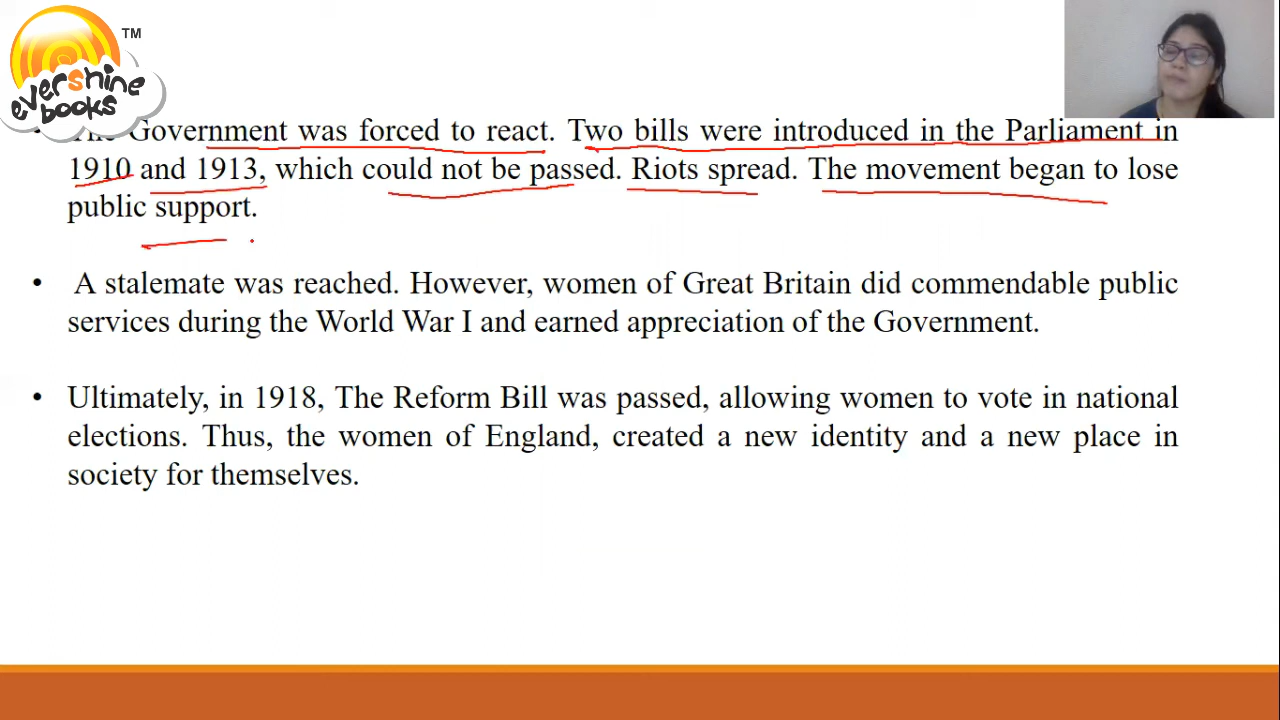 TM
evershine
books
• The Government was forced to react. Two bills were introduced in the Parliament in
1910 and 1913, which could not be passed. Riots spread. The movement began to lose
public support.
• A stalemate was reached. However, women of Great Britain did commendable public
services during the World War I and earned appreciation of the Government.
• Ultimately, in 1918, The Reform Bill was passed, allowing women to vote in national
elections. Thus, the women of England, created a new identity and a new place in
society for themselves.